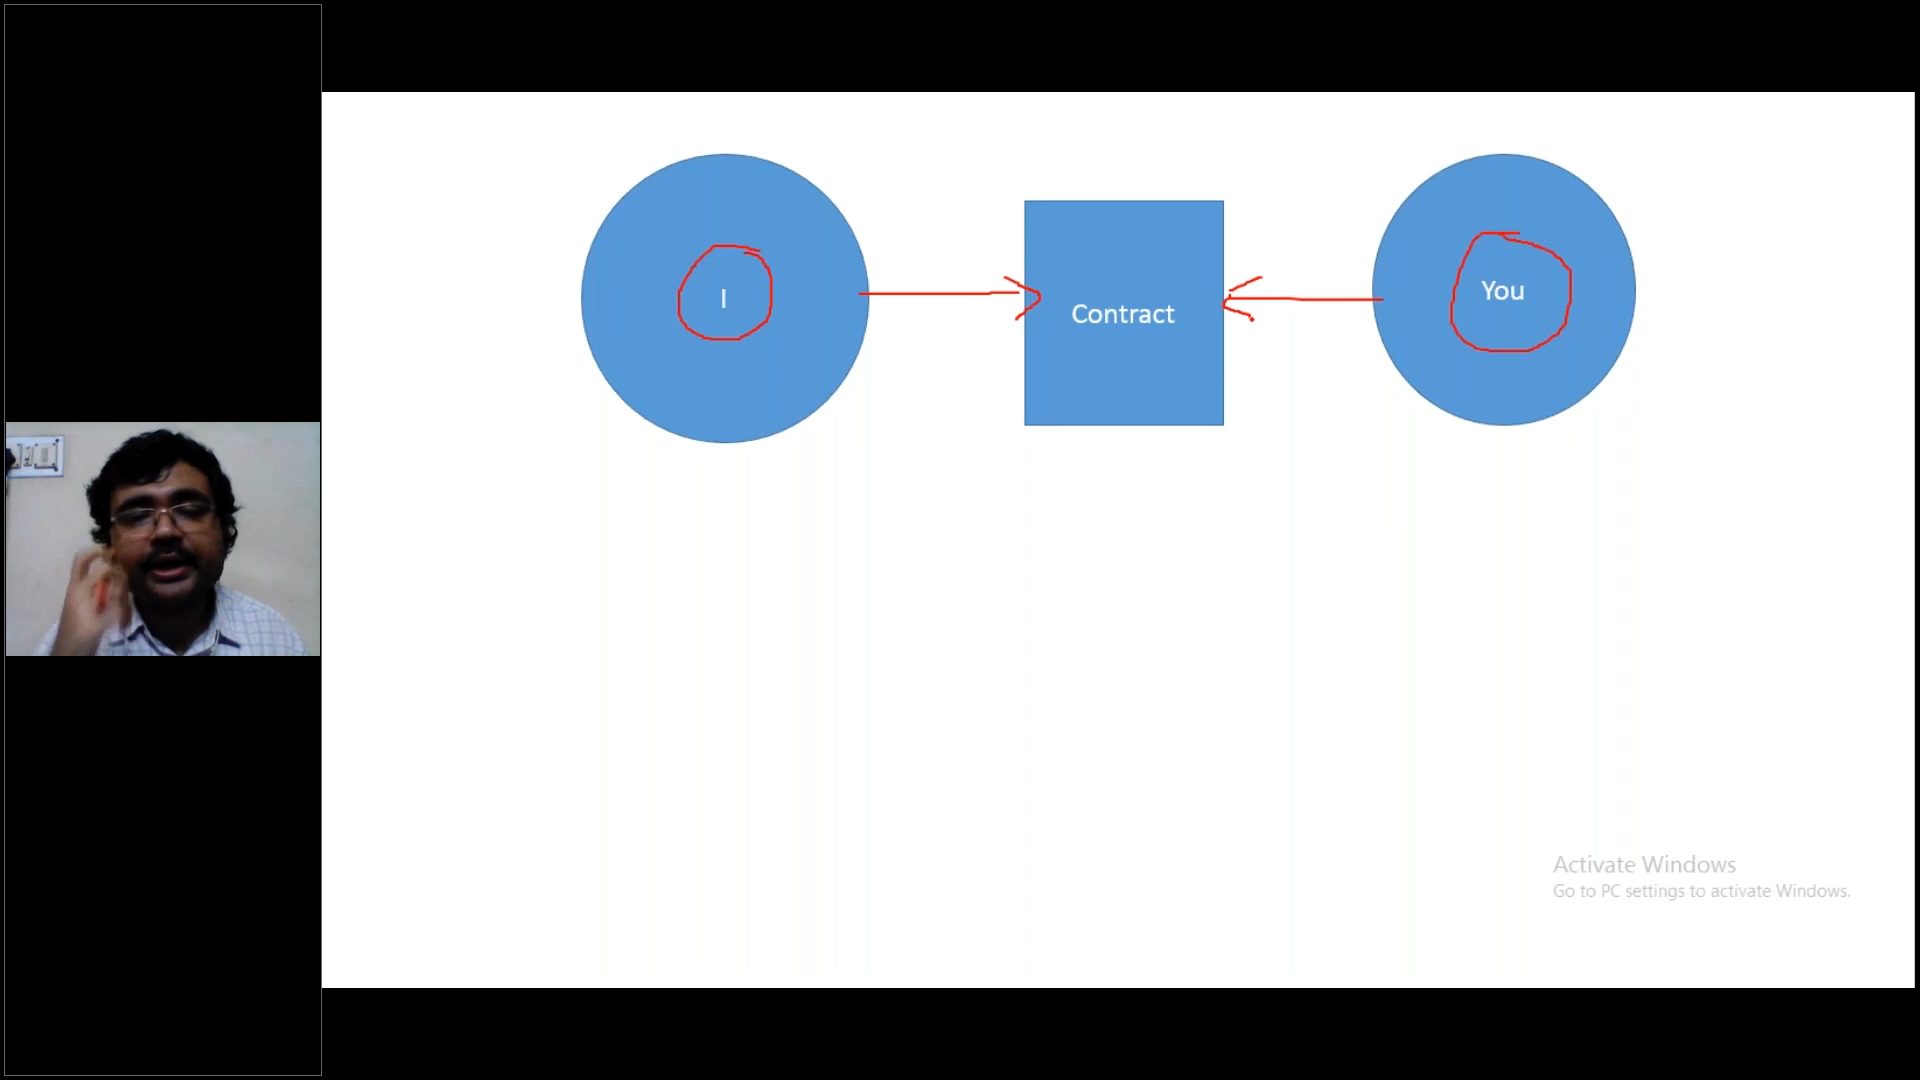 I
Contract
You
Activate Windows
Go to PC settings to activate Windows.